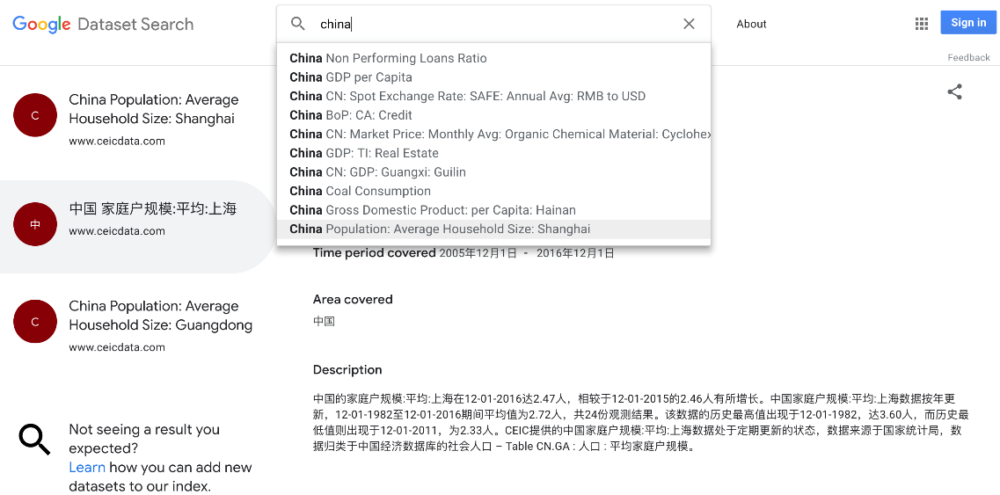 Google Dataset Search
china
About
Sign in
Feedback
China Non Performing Loans Ratio
China GDP per Capita
China CN: Spot Exchange Rate: SAFE: Annual Avg: RMB to USD
China BoP: CA: Credit
China CN: Market Price: Monthly Avg: Organic Chemical Material: Cyclohex
China GDP: TI: Real Estate
China CN: GDP: Guangxi: Guilin
China Coal Consumption
China Gross Domestic Product: per Capita: Hainan
China Population: Average Household Size: Shanghai
C
China Population: Average
Household Size: Shanghai
www.ceicdata.com
中
中国 家庭户规模:平均:上海
www.ceicdata.com
C
China Population: Average
Household Size: Guangdong
www.ceicdata.com
Not seeing a result you
expected?
Learn how you can add new
datasets to our index.
Time period covered 2005年12月1日 - 2016年12月1日
Area covered
中国
Description
中国的家庭户规模:平均:上海在12-01-2016达2.47人，相较于12-01-2015的2.46人有所增长。中国家庭户规模:平均:上海数据按年更
新，12-01-1982至12-01-2016期间平均值为2.72人，共24份观测结果。该数据的历史最高值出现于12-01-1982，达3.60人，而历史最
低值则出现于12-01-2011，为2.33人。CEIC提供的中国家庭户规模:平均:上海数据处于定期更新的状态，数据来源于国家统计局，数
据归类于中国经济数据库的社会人口 – Table CN.GA : 人口 : 平均家庭户规模。